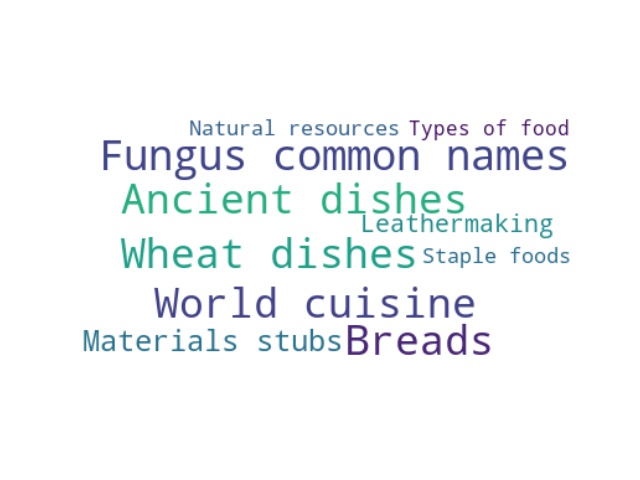 Natural resources Types of food
Fungus common names
Ancient dishes
Leathermaking
Wheat dishes Staple foods
World cuisine
Materials stubs Breads